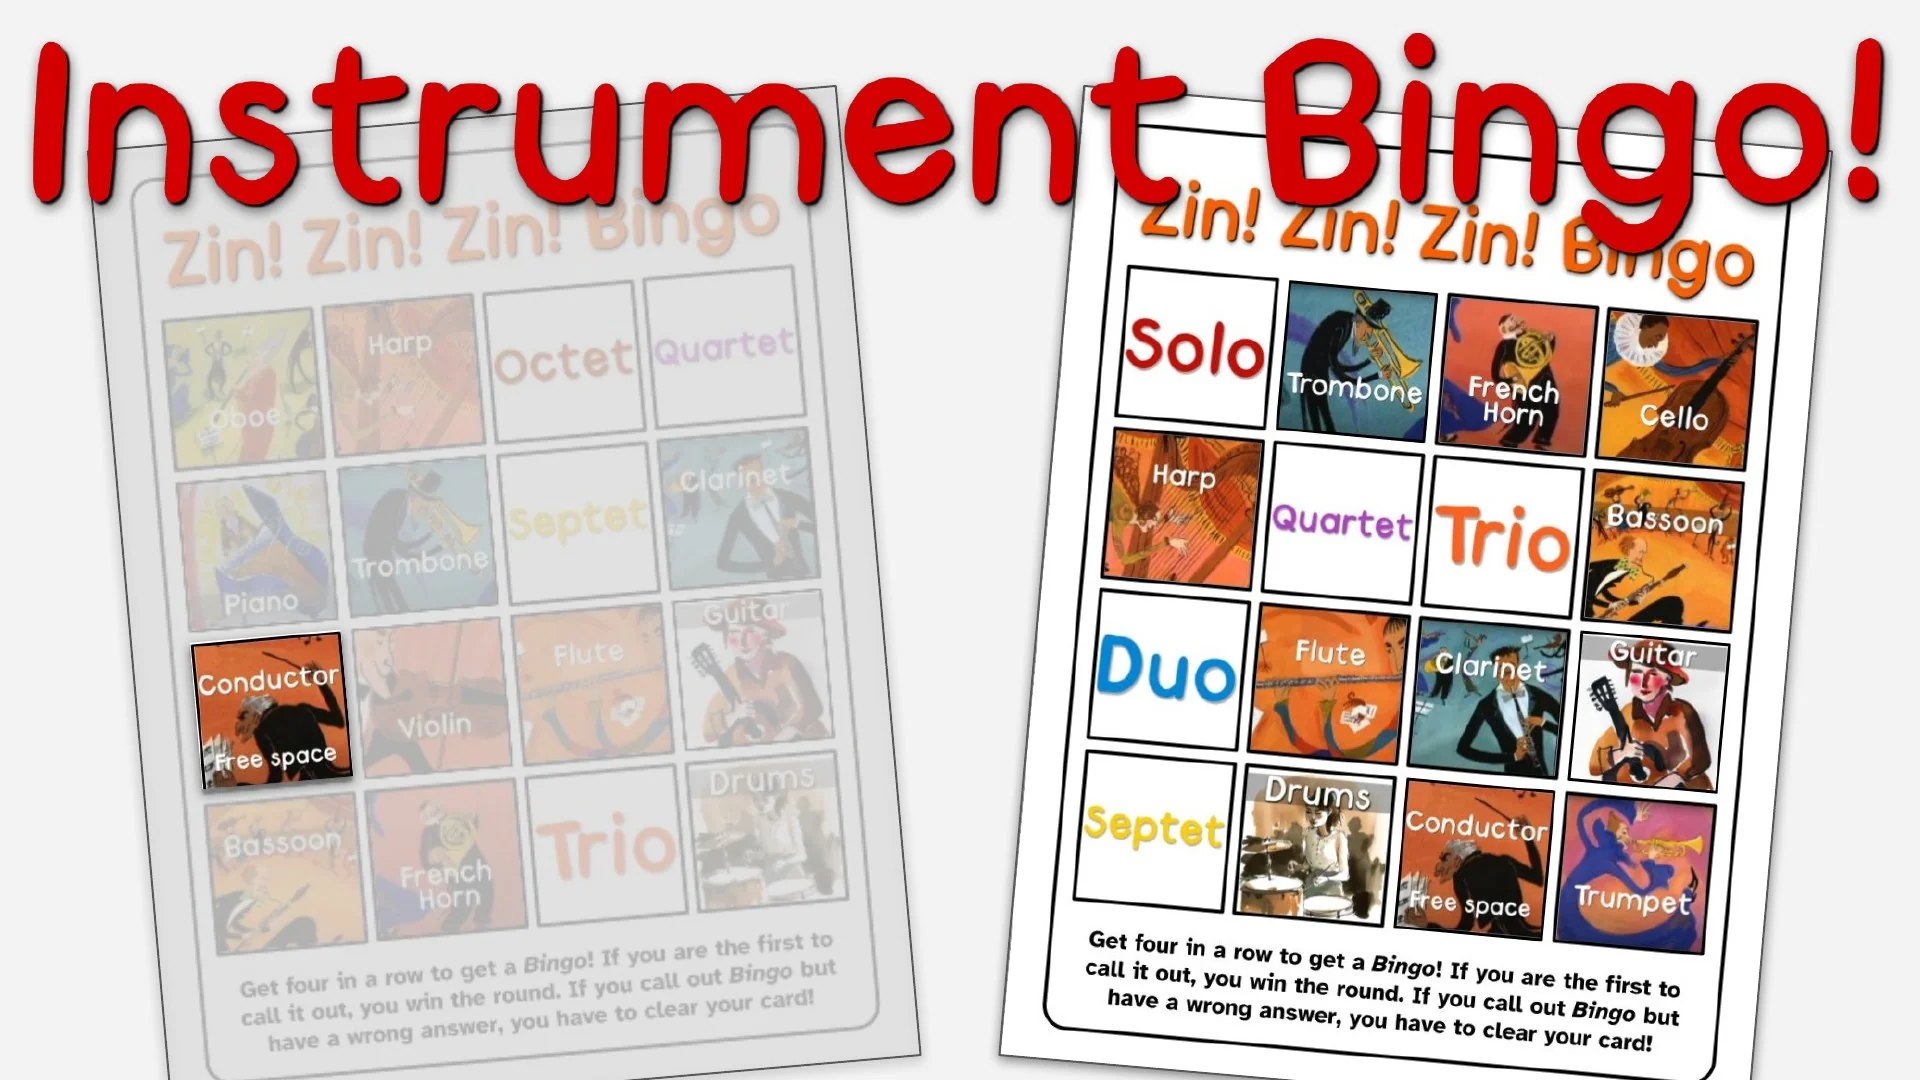 Instrument Bingo!
Zin! Zin! Zin! Bingo
Oboe
Harp
Octet
Quartet
Piano
Trombone
Septet
Clarinet
Conductor
Free space
Violin
Flute
Guitar
Bassoon
French
Horn
Trio
Drums
Get four in a row to get a Bingo! If you are the first to
call it out, you win the round. If you call out Bingo but
have a wrong answer, you have to clear your card!
Zin! Zin! Zin! Bingo
Solo
Trombone
French
Horn
Cello
Harp
Quartet
Trio
Bassoon
Duo
Flute
Clarinet
Guitar
Septet
Drums
Conductor
Free space
Trumpet
Get four in a row to get a Bingo! If you are the first to
call it out, you win the round. If you call out Bingo but
have a wrong answer, you have to clear your card!